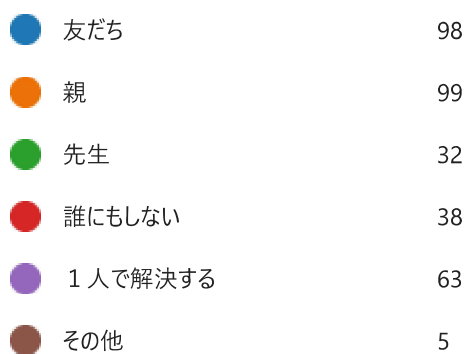 友だち 98
親 99
先生 32
誰にもしない 38
１人で解決する 63
その他 5